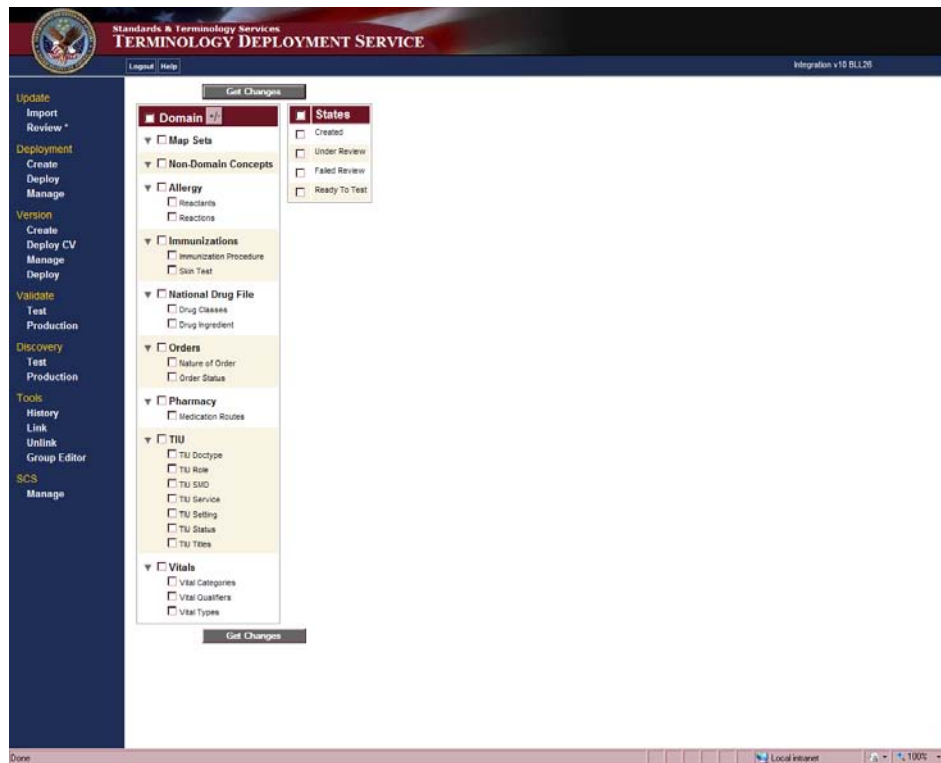 Standards & Terminology Services
TERMINOLOGY DEPLOYMENT SERVICE
Logout Help
Integration v10 BLL26
Update
Import
Review *
Deployment
Create
Deploy
Manage
Version
Create
Deploy CV
Manage
Deploy
Validate
Test
Production
Discovery
Test
Production
Tools
History
Link
Unlink
Group Editor
SCS
Manage
Get Changes
Domain +/-
Map Sets
Non-Domain Concepts
Allergy
Reactants
Reactions
Immunizations
Immunization Procedure
Skin Test
National Drug File
Drug Classes
Drug Ingredient
Orders
Nature of Order
Order Status
Pharmacy
Medication Routes
TIU
TIU Doctype
TIU Role
TIU SMD
TIU Service
TIU Setting
TIU Status
TIU Titles
Vitals
Vital Categories
Vital Qualifiers
Vital Types
Get Changes
States
Created
Under Review
Failed Review
Ready To Test
Done
Local intranet
100%